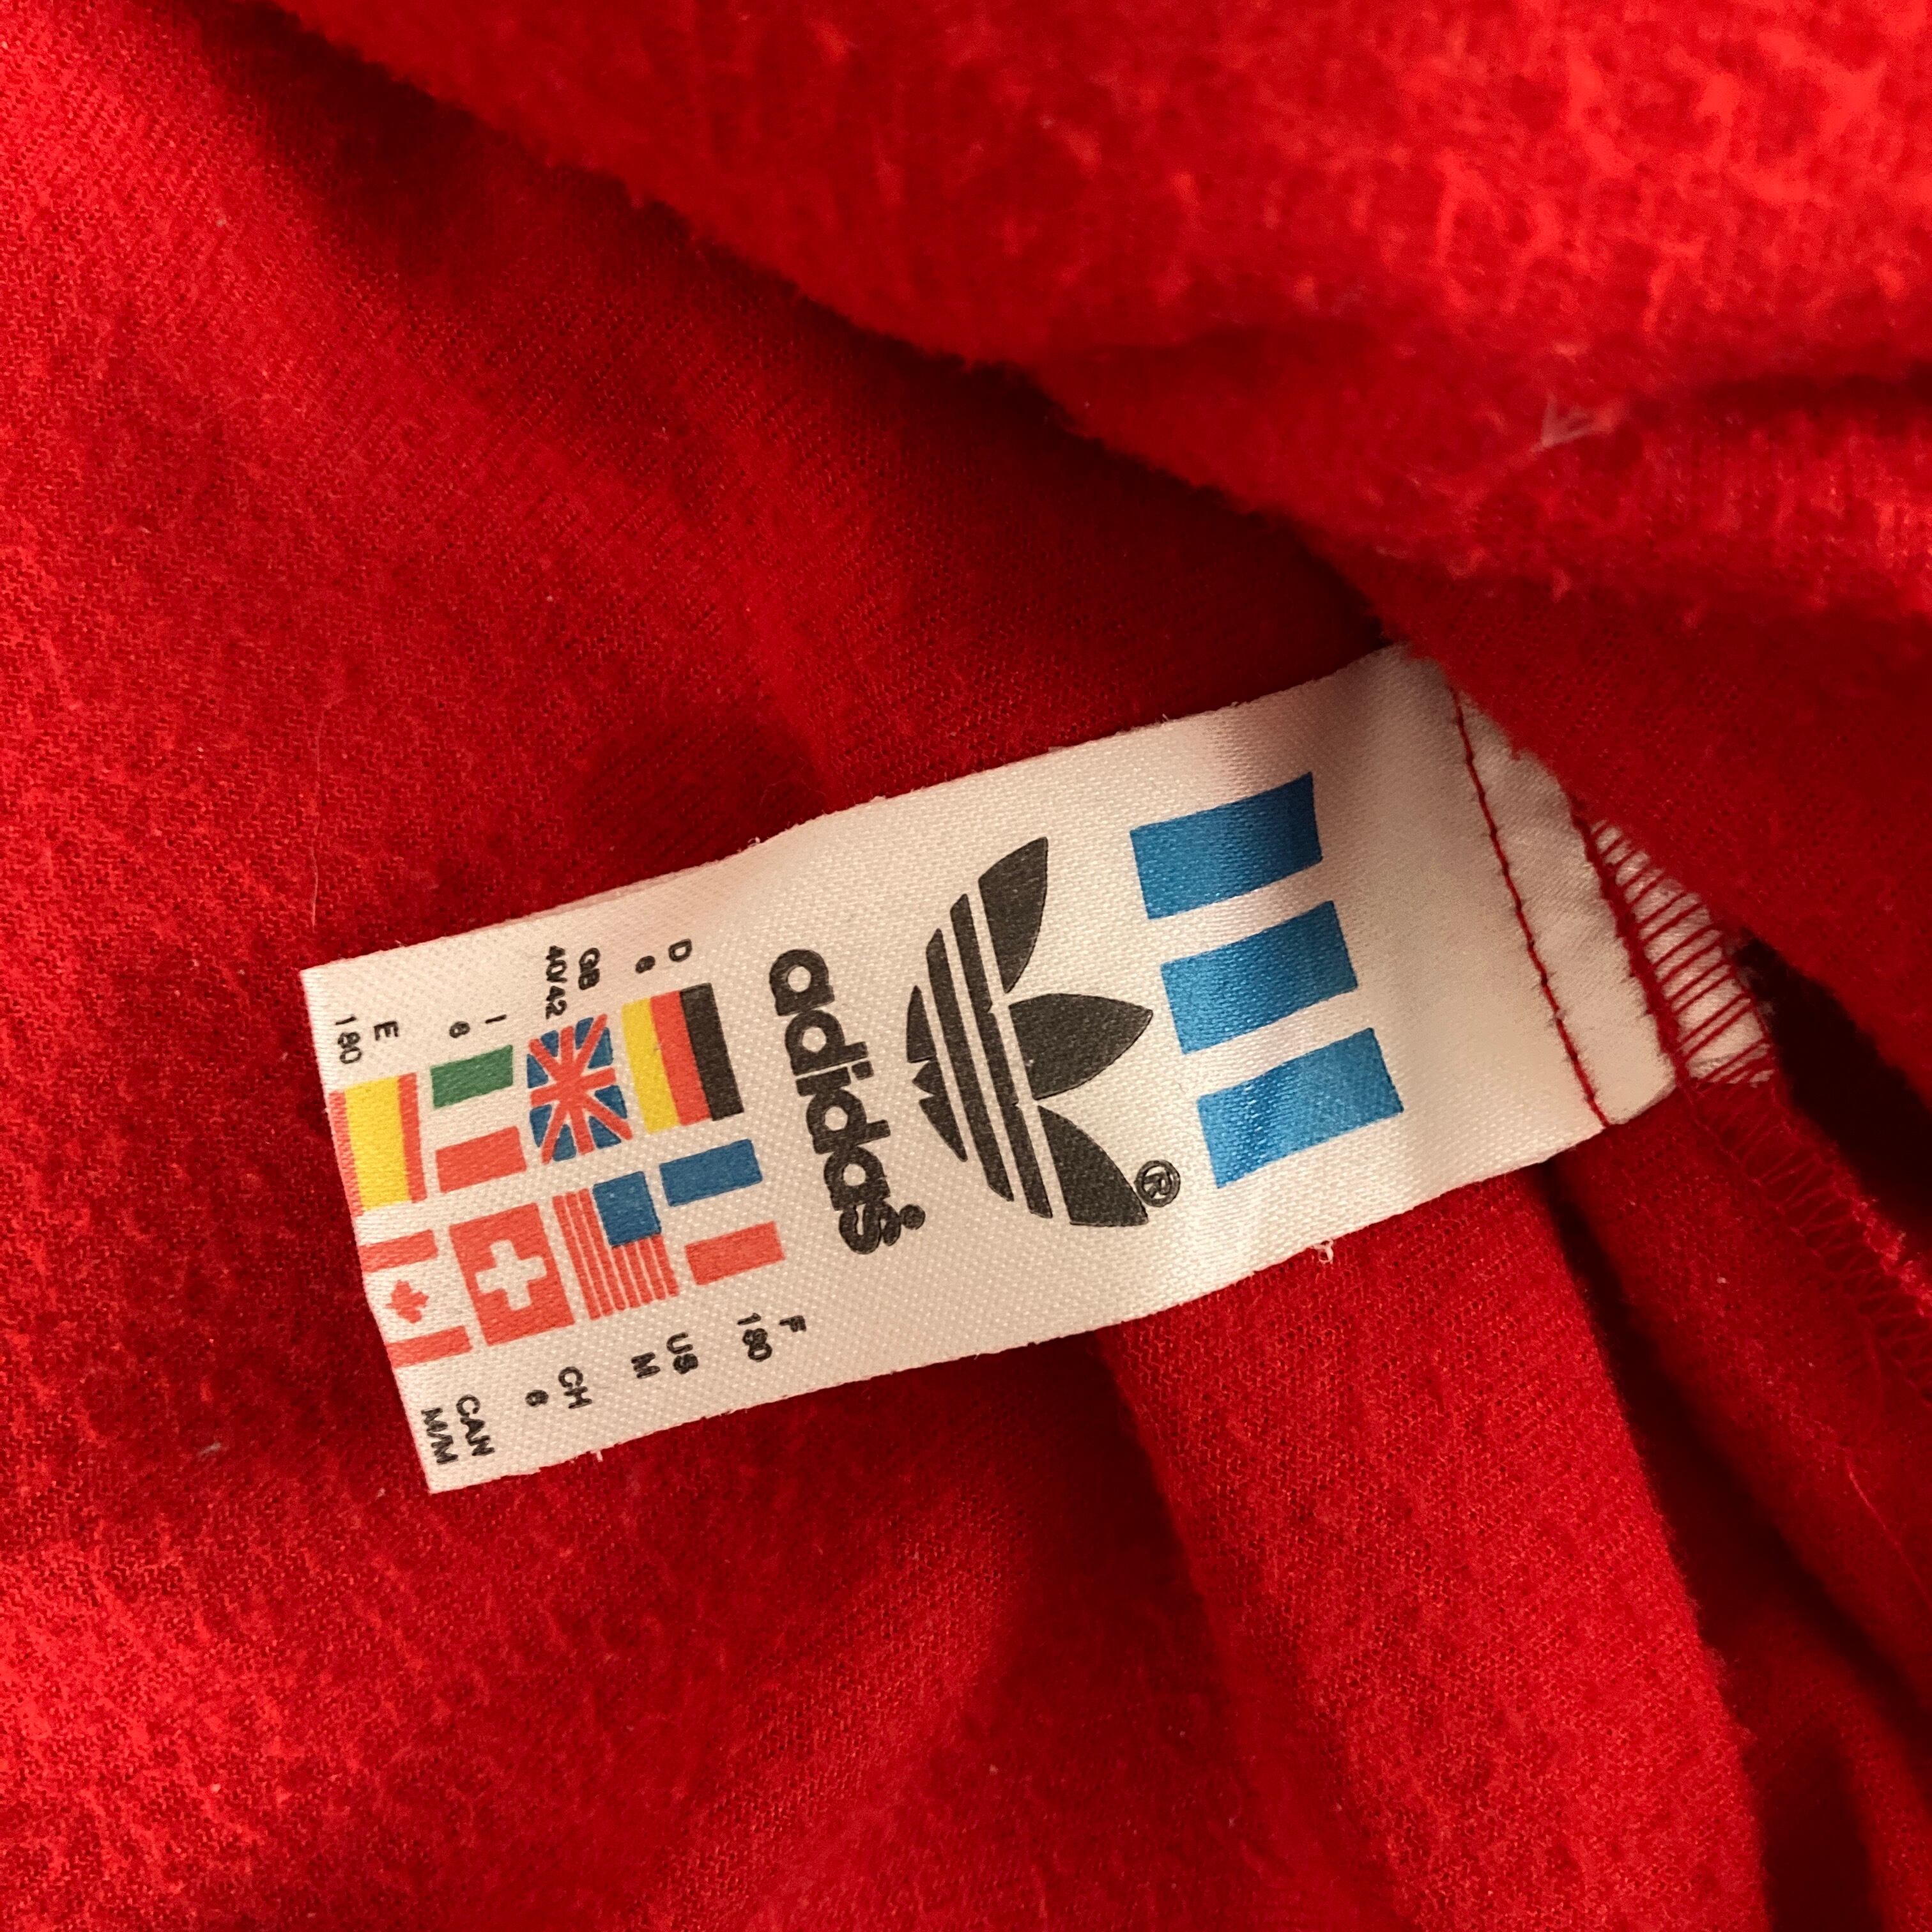 ®
adidas
D
6
F
180
GB
40/42
US
M
I
6
CH
6
E
180
CAN
M/M